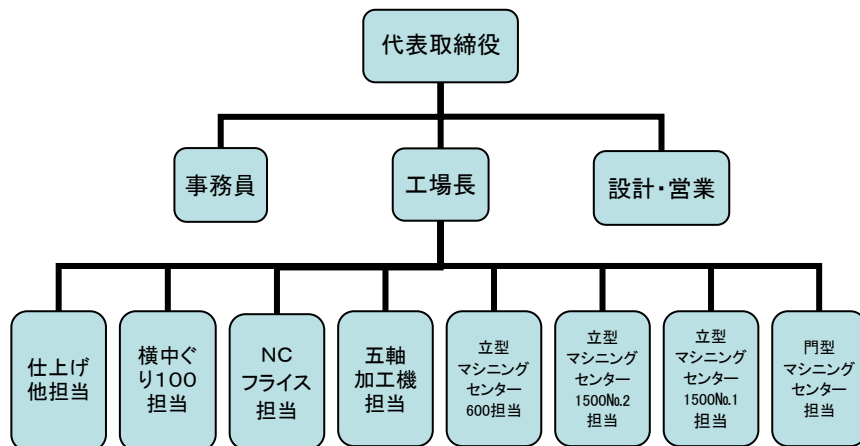 代表取締役
事務員
工場長
設計・営業
仕上げ
他担当
横中ぐ
り100
担当
NC
フライス
担当
五軸
加工機
担当
立型
マシニング
センター
600担当
立型
マシニング
センター
1500№.2
担当
立型
マシニング
センター
1500№.1
担当
門型
マシニング
センター
担当